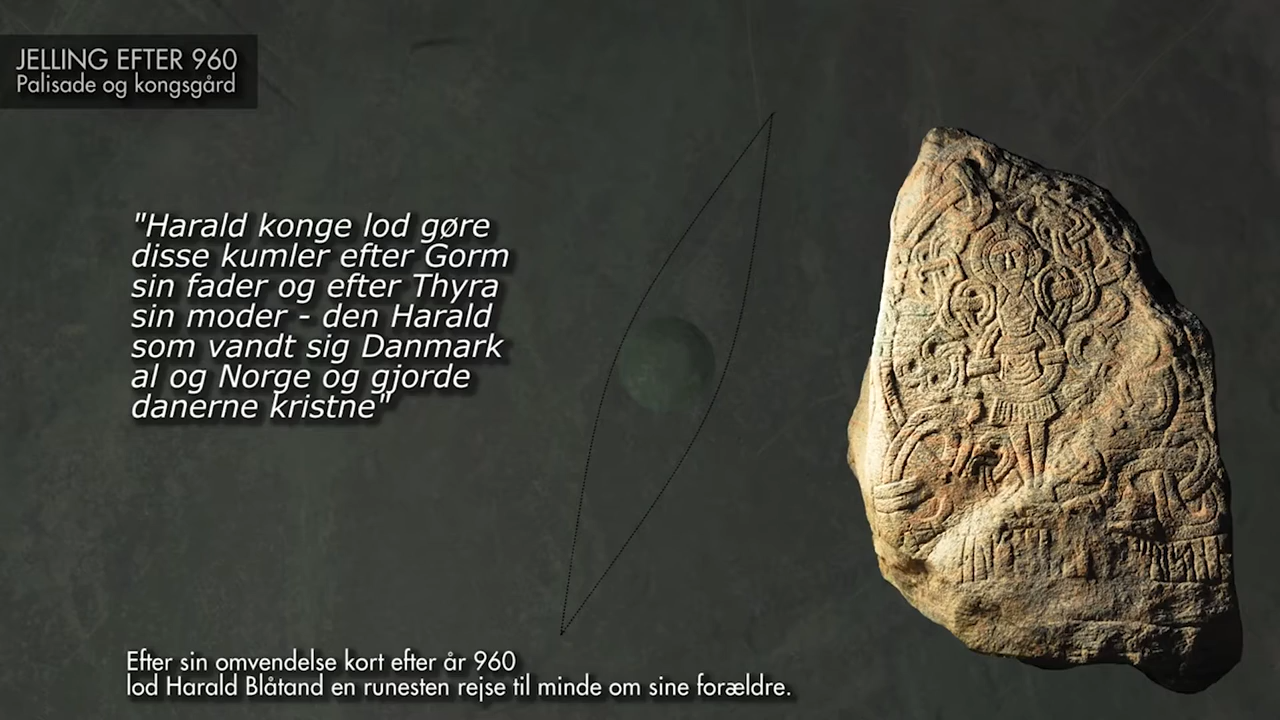 JELLING EFTER 960
Palisade og kongsgård
"Harald konge lod gøre
disse kumler efter Gorm
sin fader og efter Thyra
sin moder - den Harald
som vandt sig Danmark
al og Norge og gjorde
danerne kristne"
Efter sin omvendelse kort efter år 960
lod Harald Blåtand en runesten rejse til minde om sine forældre.